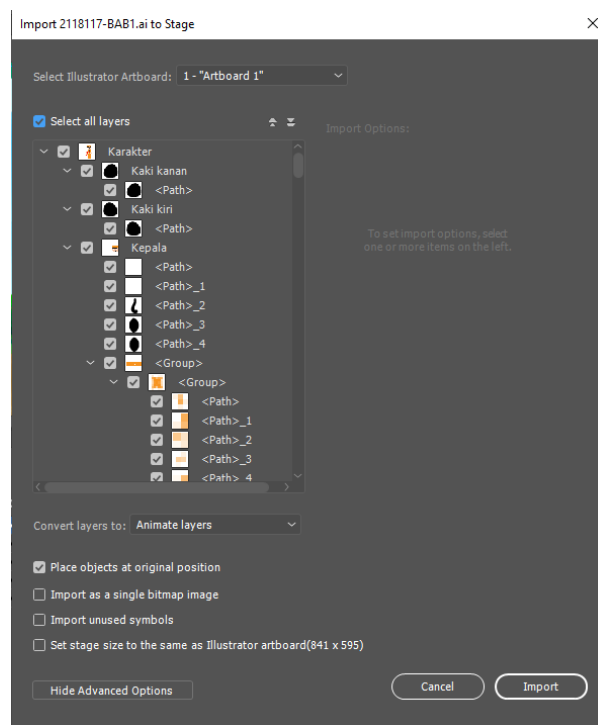 Import 2118117-BAB1.ai to Stage
Select Illustrator Artboard: 1 - "Artboard 1"
Select all layers
Import Options:
Karakter
Kaki kanan
<Path>
Kaki kiri
<Path>
To set import options, select
one or more items on the left.
Kepala
<Path>
<Path>_1
<Path>_2
<Path>_3
<Path>_4
<Group>
<Group>
<Path>
<Path>_1
<Path>_2
<Path>_3
<Path>_4
Convert layers to: Animate layers
Place objects at original position
Import as a single bitmap image
Import unused symbols
Set stage size to the same as Illustrator artboard(841 x 595)
Hide Advanced Options
Cancel
Import